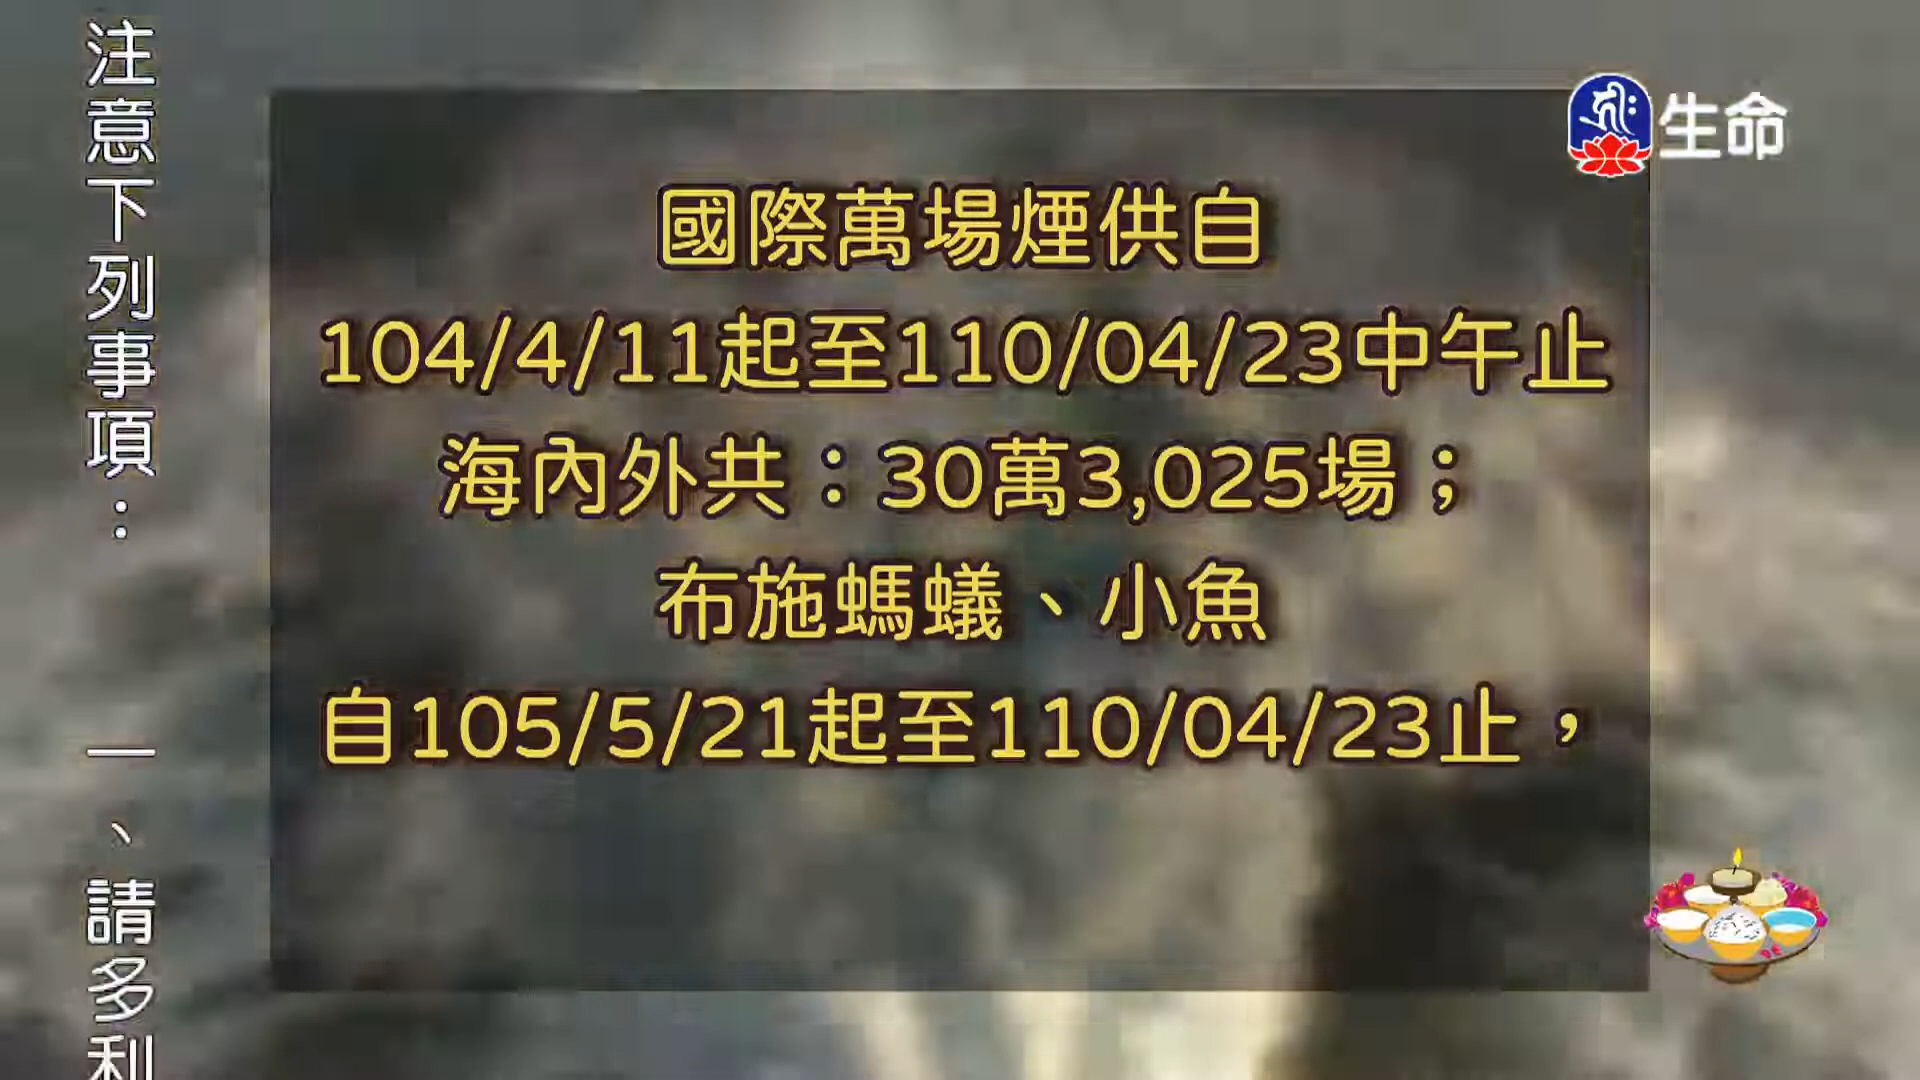 注意下列事項：　　一、請多利
生命
國際萬場煙供自
104/4/11起至110/04/23中午止
海內外共：30萬3,025場；
布施螞蟻、小魚
自105/5/21起至110/04/23止，